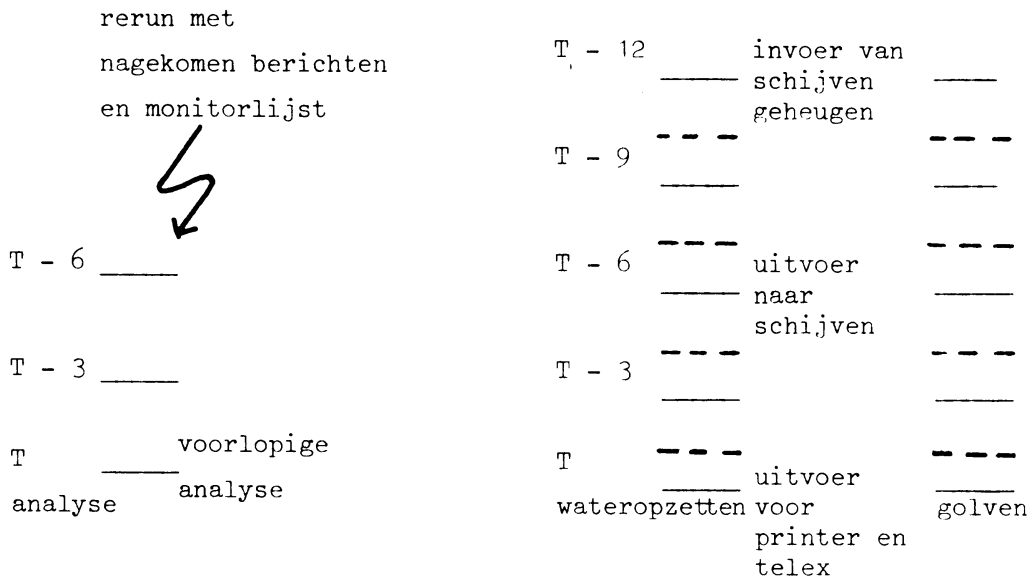 rerun met
nagekomen berichten
en monitorlijst
T - 6
T - 3
T
voorlopige
analyse
analyse
T - 12
invoer van
schijven
geheugen
T - 9
T - 6
uitvoer
naar
schijven
T - 3
T
uitvoer
voor
printer en
telex
wateropzetten
golven